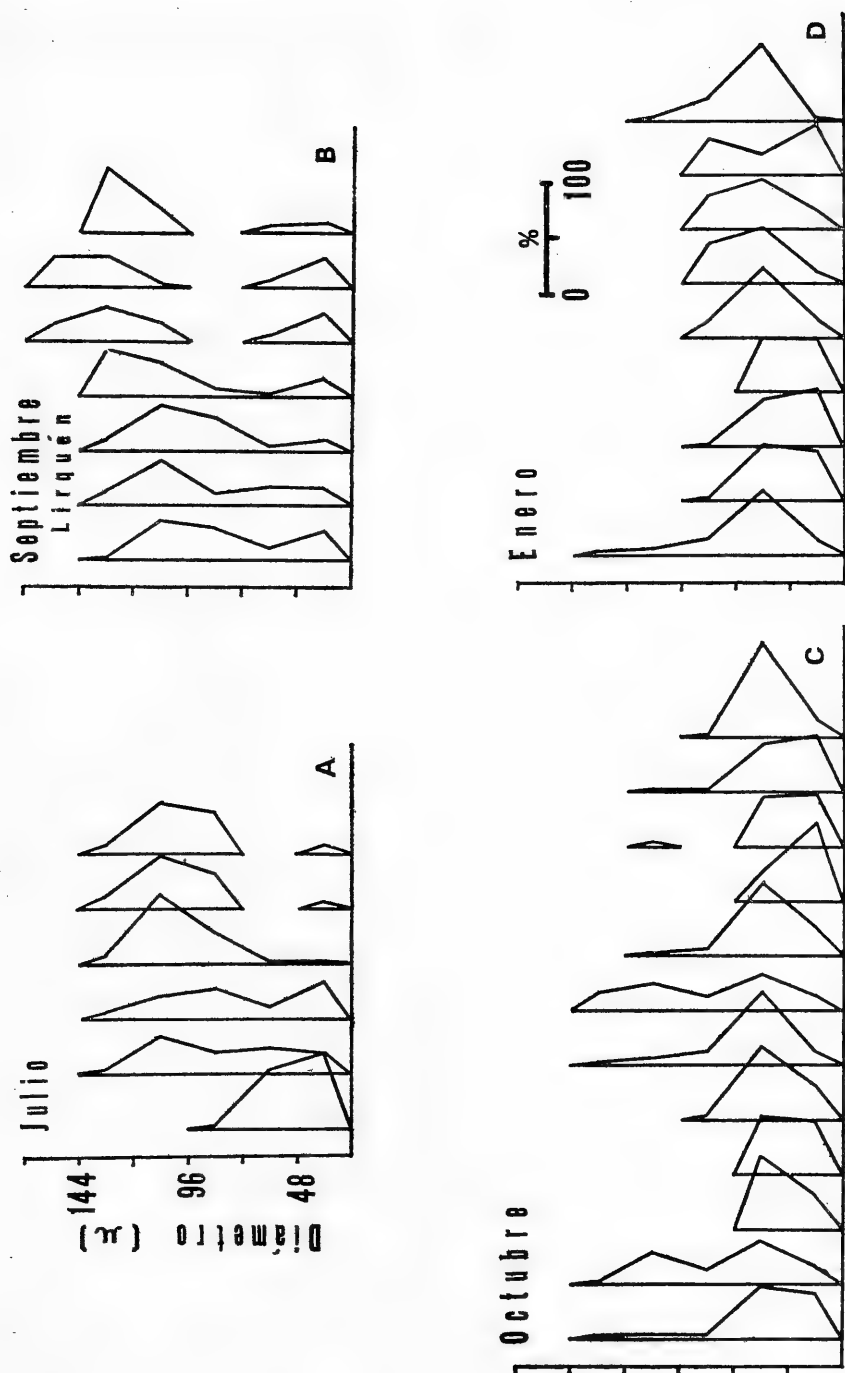 Julio
Diámetro (μ)
144
96
48
A
Septiembre
Lirquén
B
Octubre
C
Enero
%
0 100
D